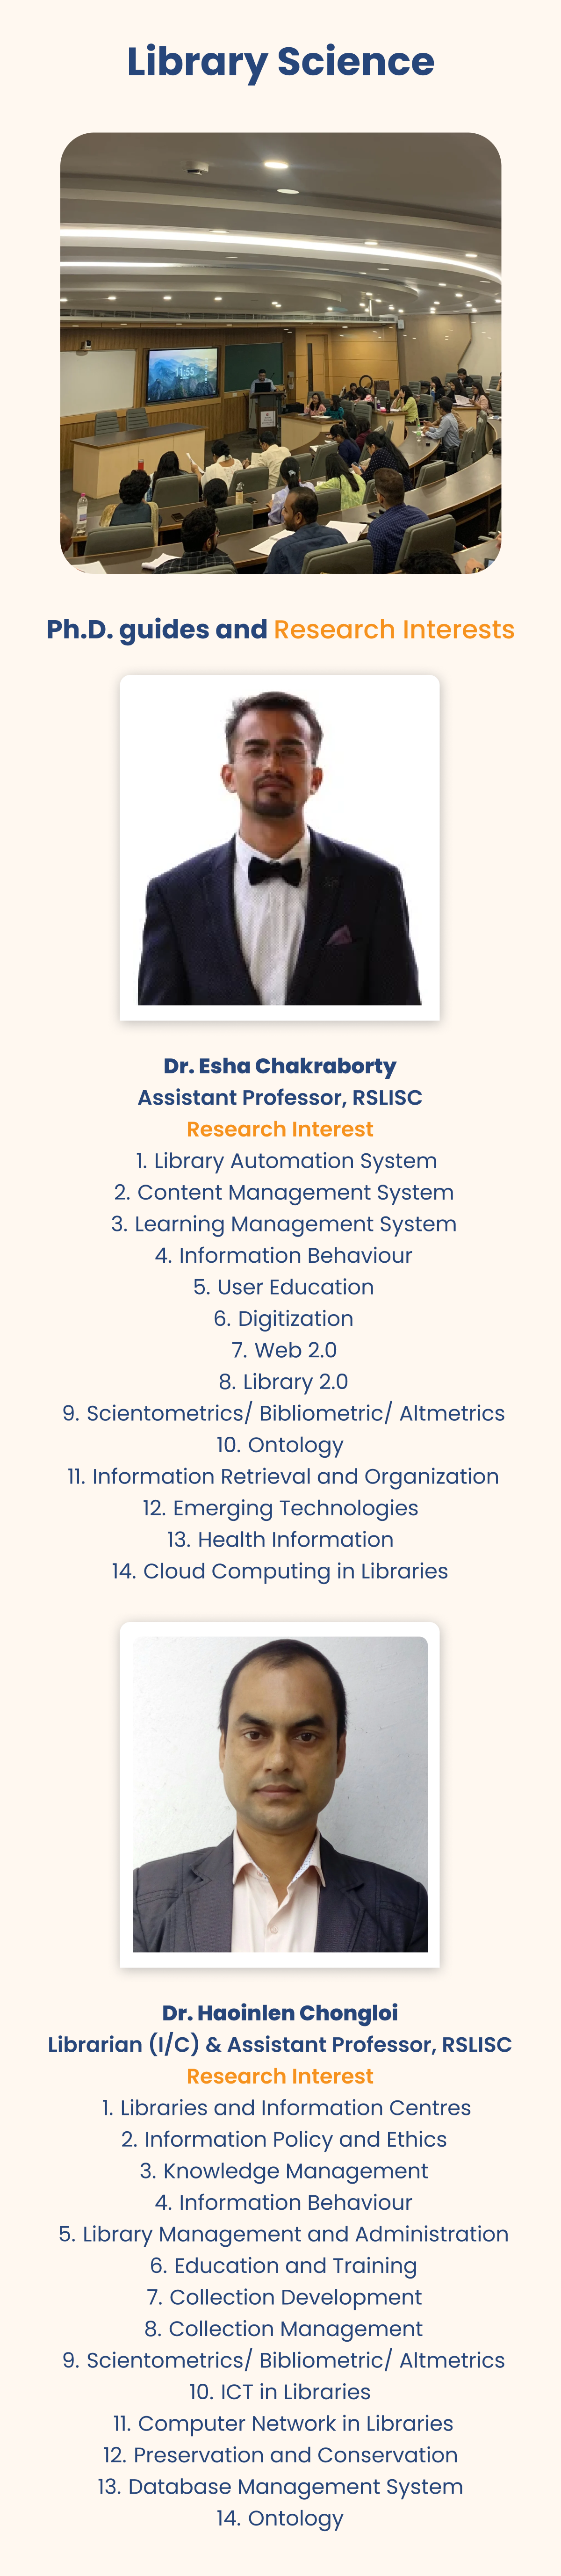 Library Science
11:55
Ph.D. guides and Research Interests
Dr. Esha Chakraborty
Assistant Professor, RSLISC
Research Interest
1. Library Automation System
2. Content Management System
3. Learning Management System
4. Information Behaviour
5. User Education
6. Digitization
7. Web 2.0
8. Library 2.0
9. Scientometrics/ Bibliometric/ Altmetrics
10. Ontology
11. Information Retrieval and Organization
12. Emerging Technologies
13. Health Information
14. Cloud Computing in Libraries
Dr. Haoinlen Chongloi
Librarian (I/C) & Assistant Professor, RSLISC
Research Interest
1. Libraries and Information Centres
2. Information Policy and Ethics
3. Knowledge Management
4. Information Behaviour
5. Library Management and Administration
6. Education and Training
7. Collection Development
8. Collection Management
9. Scientometrics/ Bibliometric/ Altmetrics
10. ICT in Libraries
11. Computer Network in Libraries
12. Preservation and Conservation
13. Database Management System
14. Ontology